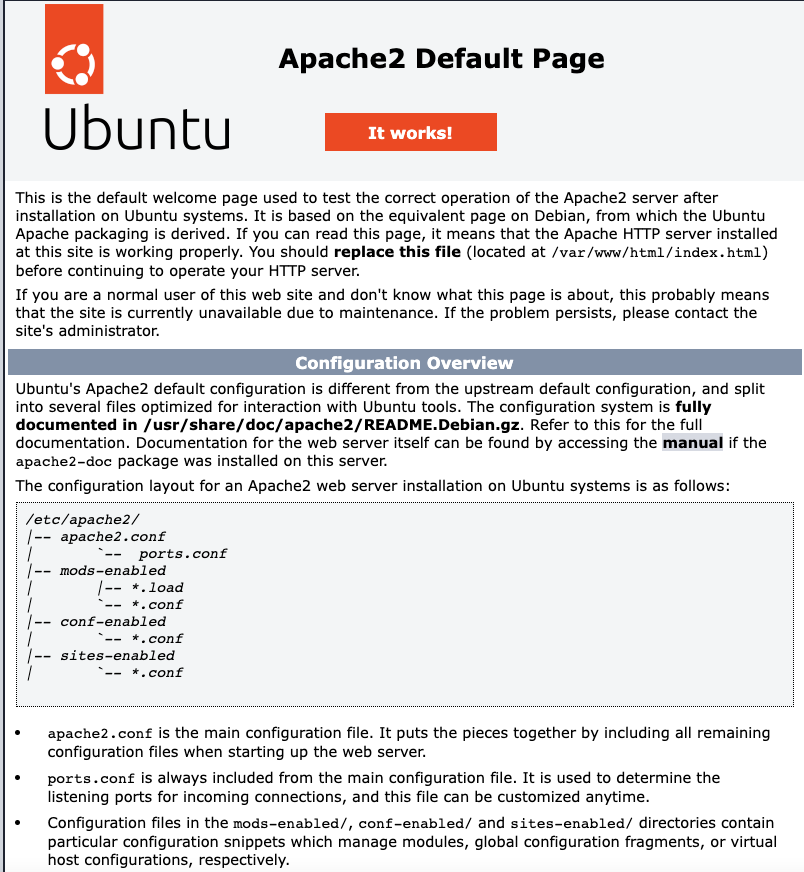 Apache2 Default Page
Ubuntu
It works!
This is the default welcome page used to test the correct operation of the Apache2 server after
installation on Ubuntu systems. It is based on the equivalent page on Debian, from which the Ubuntu
Apache packaging is derived. If you can read this page, it means that the Apache HTTP server installed
at this site is working properly. You should replace this file (located at /var/www/html/index.html)
before continuing to operate your HTTP server.
If you are a normal user of this web site and don't know what this page is about, this probably means
that the site is currently unavailable due to maintenance. If the problem persists, please contact the
site's administrator.
Configuration Overview
Ubuntu's Apache2 default configuration is different from the upstream default configuration, and split
into several files optimized for interaction with Ubuntu tools. The configuration system is fully
documented in /usr/share/doc/apache2/README.Debian.gz. Refer to this for the full
documentation. Documentation for the web server itself can be found by accessing the manual if the
apache2-doc package was installed on this server.
The configuration layout for an Apache2 web server installation on Ubuntu systems is as follows:
/etc/apache2/
|-- apache2.conf
|       `--  ports.conf
|-- mods-enabled
|       |-- *.load
|       `-- *.conf
|-- conf-enabled
|       `-- *.conf
|-- sites-enabled
|       `-- *.conf
• apache2.conf is the main configuration file. It puts the pieces together by including all remaining
configuration files when starting up the web server.
• ports.conf is always included from the main configuration file. It is used to determine the
listening ports for incoming connections, and this file can be customized anytime.
• Configuration files in the mods-enabled/, conf-enabled/ and sites-enabled/ directories contain
particular configuration snippets which manage modules, global configuration fragments, or virtual
host configurations, respectively.